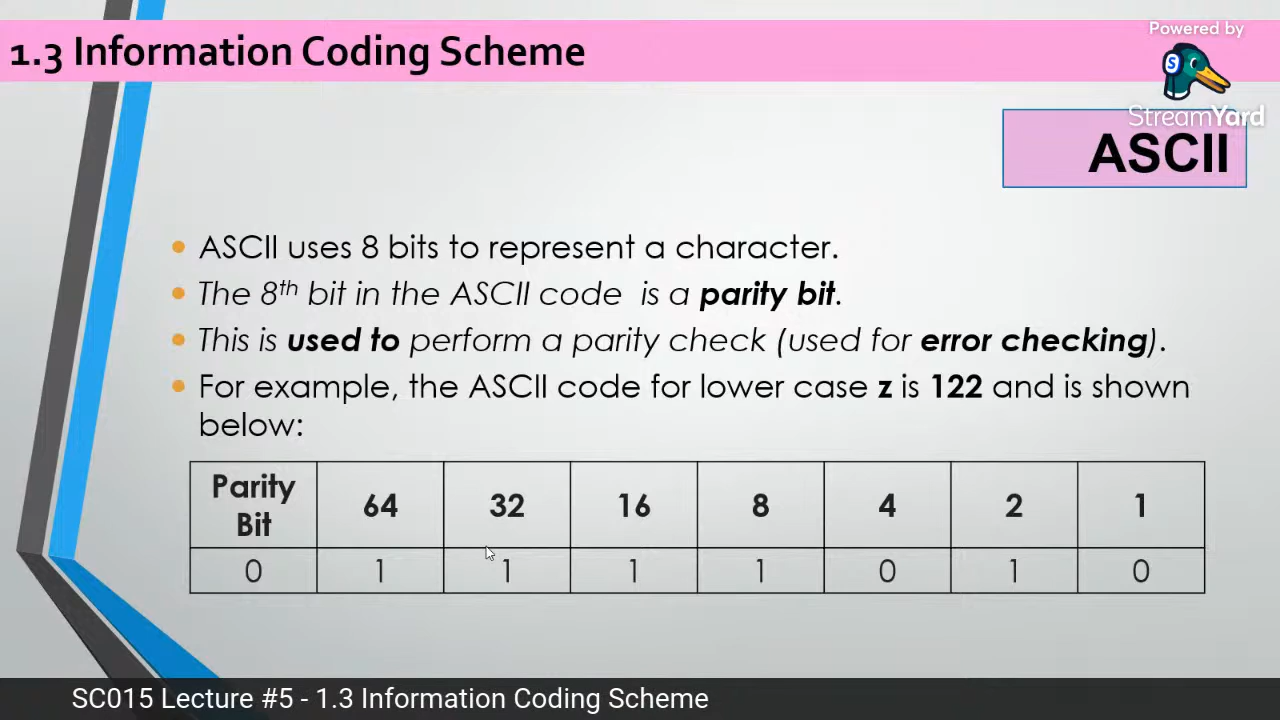 Powered by
1.3 Information Coding Scheme
S
StreamYard
ASCII
• ASCII uses 8 bits to represent a character.
• The 8th bit in the ASCII code is a parity bit.
• This is used to perform a parity check (used for error checking).
• For example, the ASCII code for lower case z is 122 and is shown
below:
Parity Bit 64 32 16 8 4 2 1
0 1 1 1 1 0 1 0
SC015 Lecture #5 - 1.3 Information Coding Scheme